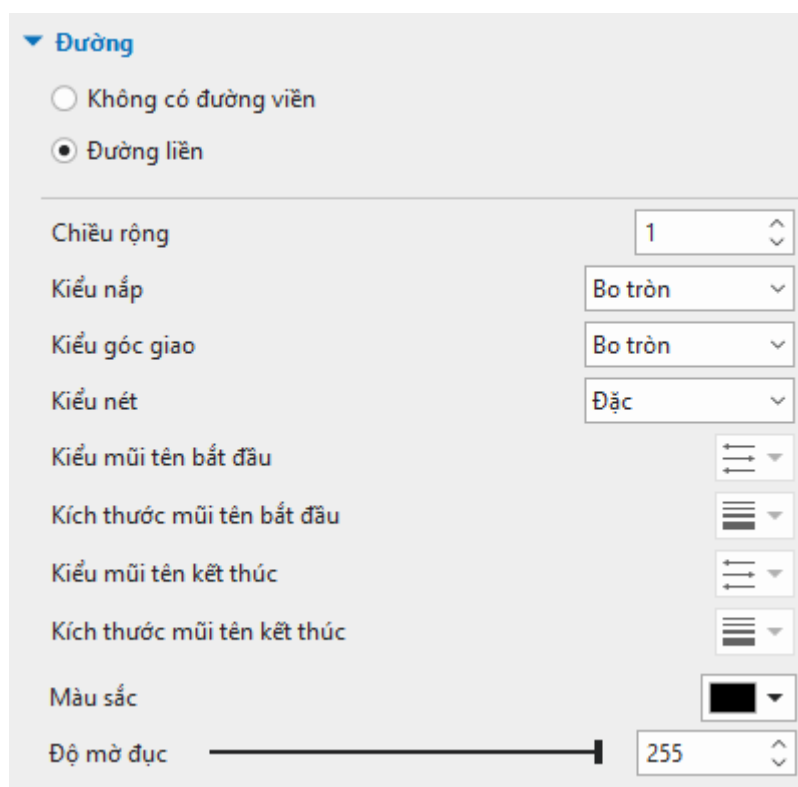 Đường
Không có đường viền
Đường liền
Chiều rộng 1
Kiểu nắp Bo tròn
Kiểu góc giao Bo tròn
Kiểu nét Đặc
Kiểu mũi tên bắt đầu
Kích thước mũi tên bắt đầu
Kiểu mũi tên kết thúc
Kích thước mũi tên kết thúc
Màu sắc
Độ mờ đục 255